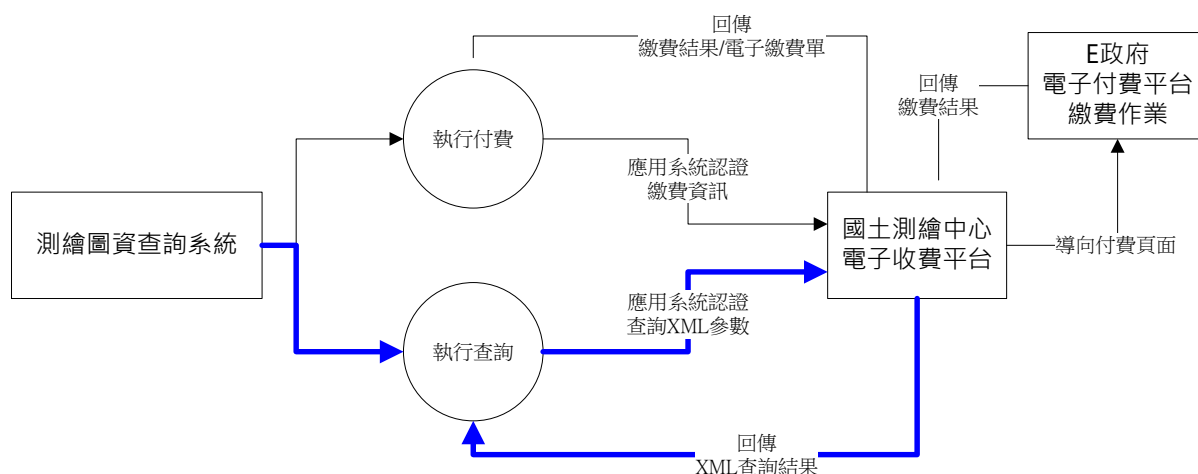 回傳
繳費結果/電子繳費單
E政府
電子付費平台
繳費作業
回傳
繳費結果
執行付費
應用系統認證
繳費資訊
測繪圖資查詢系統
國土測繪中心
電子收費平台
導向付費頁面
應用系統認證
查詢XML參數
執行查詢
回傳
XML查詢結果